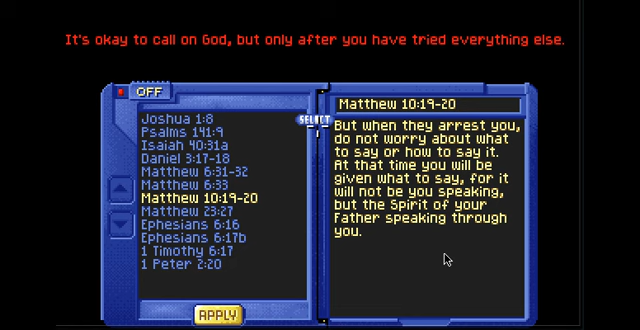 It's okay to call on God, but only after you have tried everything else.
OFF
Joshua 1:8
Psalms 141:9
Isaiah 40:31a
Daniel 3:17-18
Matthew 6:31-32
Matthew 6:33
Matthew 10:19-20
Matthew 23:27
Ephesians 6:16
Ephesians 6:17b
1 Timothy 6:17
1 Peter 2:20
APPLY
SELECT
Matthew 10:19-20
But when they arrest you,
do not worry about what
to say or how to say it.
At that time you will be
given what to say, for it
will not be you speaking,
but the Spirit of your
Father speaking through
you.